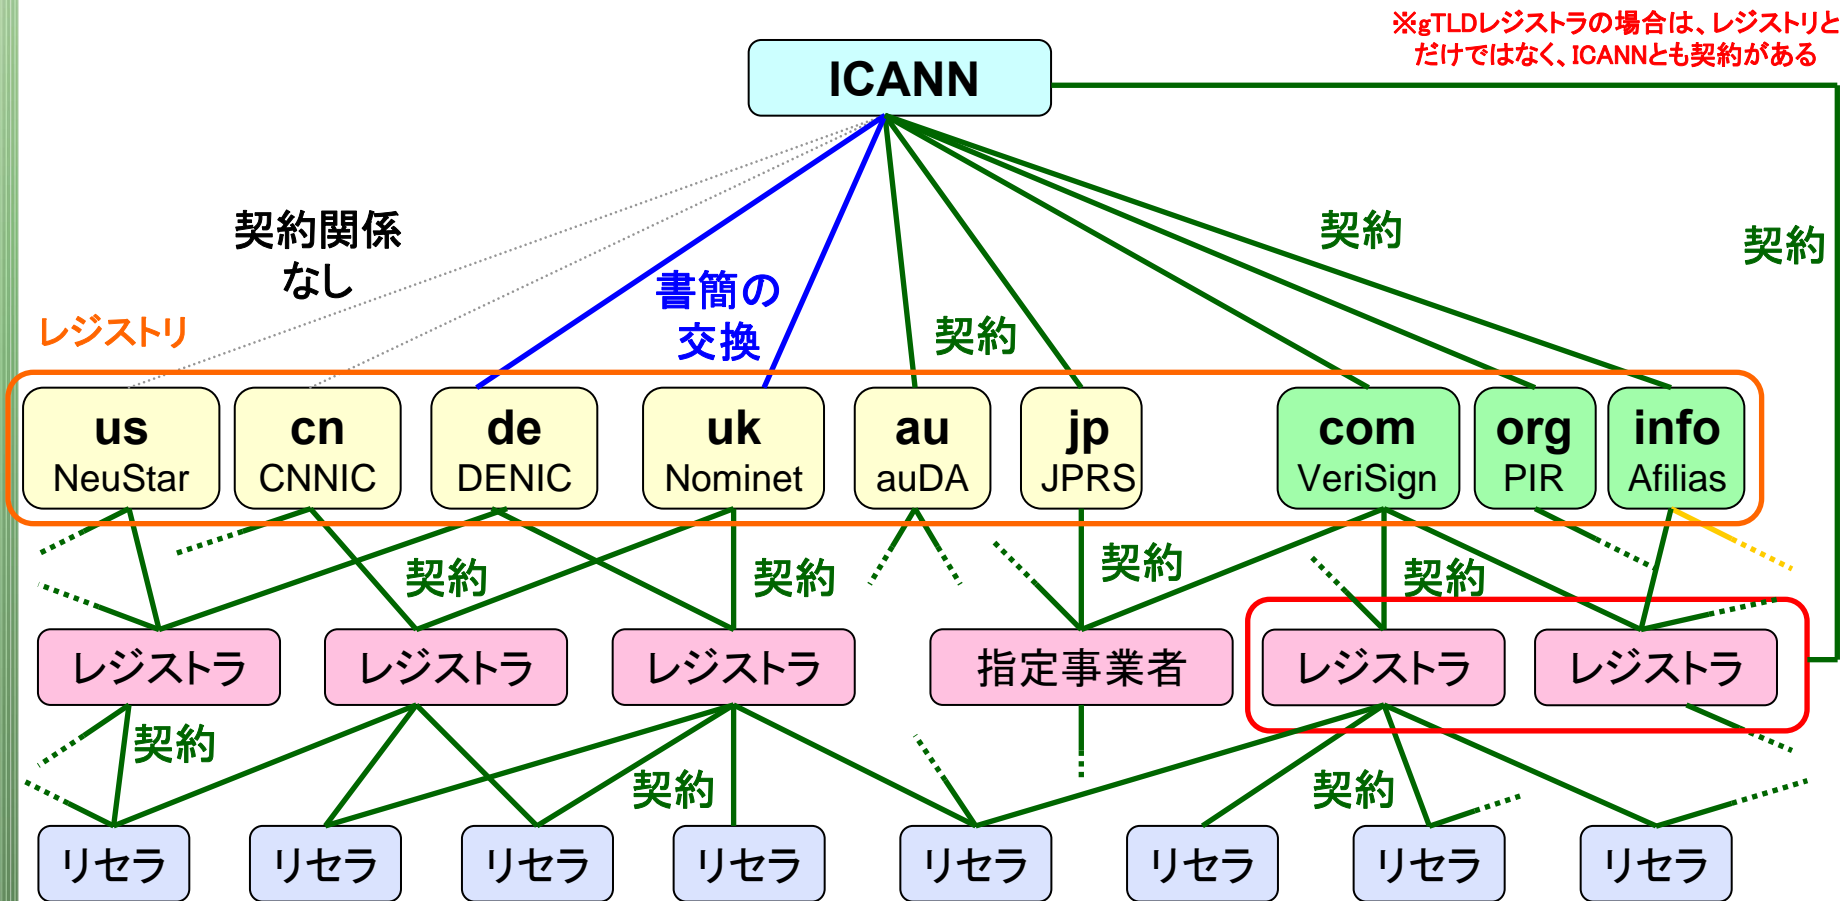 ※gTLDレジストラの場合は、レジストリと
だけではなく、ICANNとも契約がある
ICANN
契約関係
なし
書簡の
交換
契約
契約
契約
レジストリ
us
NeuStar
cn
CNNIC
de
DENIC
uk
Nominet
au
auDA
jp
JPRS
com
VeriSign
org
PIR
info
Afilias
契約
契約
契約
契約
レジストラ
レジストラ
レジストラ
指定事業者
レジストラ
レジストラ
契約
契約
契約
リセラ
リセラ
リセラ
リセラ
リセラ
リセラ
リセラ
リセラ